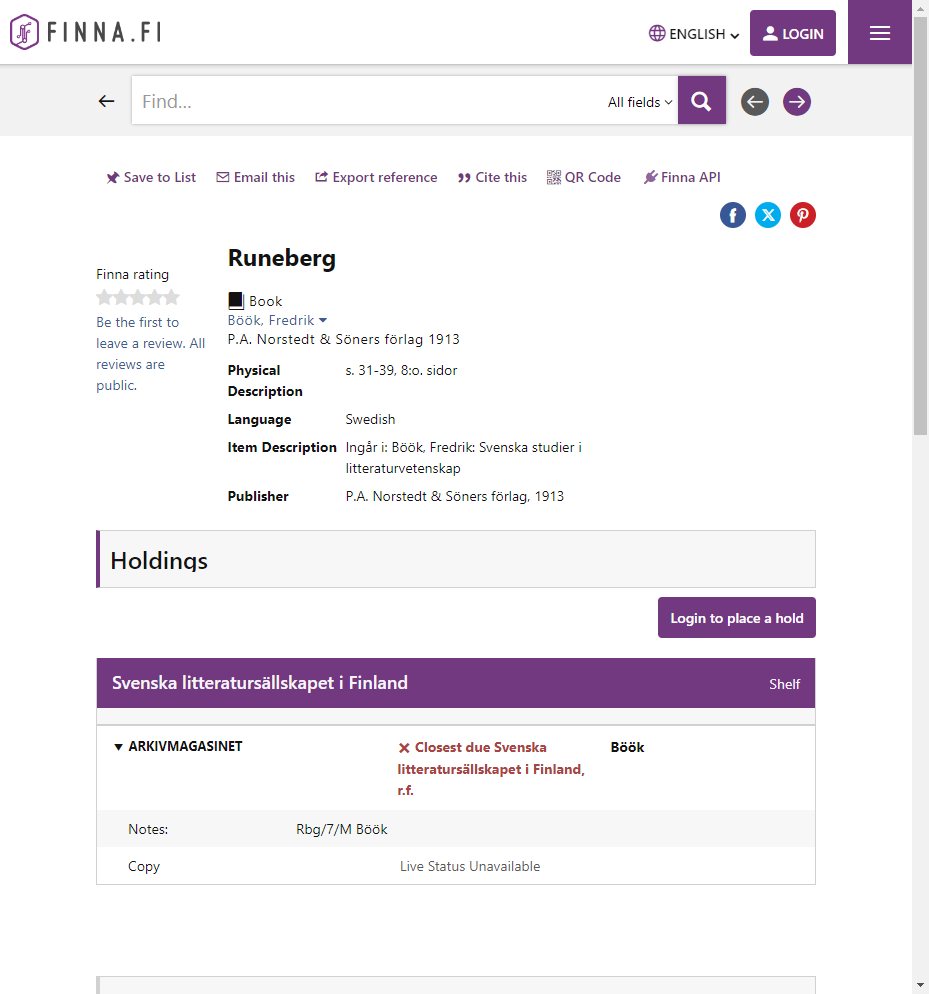 FINNA.FI
ENGLISH
LOGIN
Find...
All fields
Save to List
Email this
Export reference
Cite this
QR Code
Finna API
Runeberg
Finna rating
Be the first to
leave a review. All
reviews are
public.
Book
Böök, Fredrik
P.A. Norstedt & Söners förlag 1913
Physical Description s. 31-39, 8:o. sidor
Language Swedish
Item Description Ingår i: Böök, Fredrik: Svenska studier i
litteraturvetenskap
Publisher P.A. Norstedt & Söners förlag, 1913
Holdings
Login to place a hold
Svenska litteratursällskapet i Finland Shelf
ARKIVMAGASINET
Closest due Svenska
litteratursällskapet i Finland,
r.f.
Böök
Notes: Rbg/7/M Böök
Copy Live Status Unavailable